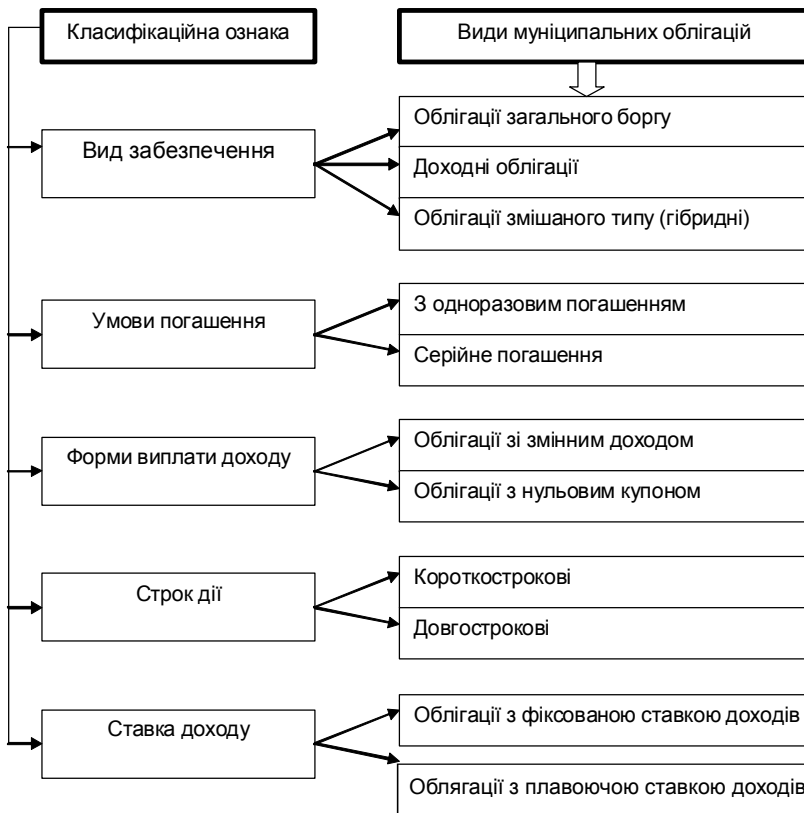 Класифікаційна ознака
Види муніципальних облігацій
Вид забезпечення
Облігації загального боргу
Доходні облігації
Облігації змішаного типу (гібридні)
Умови погашення
З одноразовим погашенням
Серійне погашення
Форми виплати доходу
Облігації зі змінним доходом
Облігації з нульовим купоном
Строк дії
Короткострокові
Довгострокові
Ставка доходу
Облігації з фіксованою ставкою доходів
Облягації з плавоючою ставкою доходів